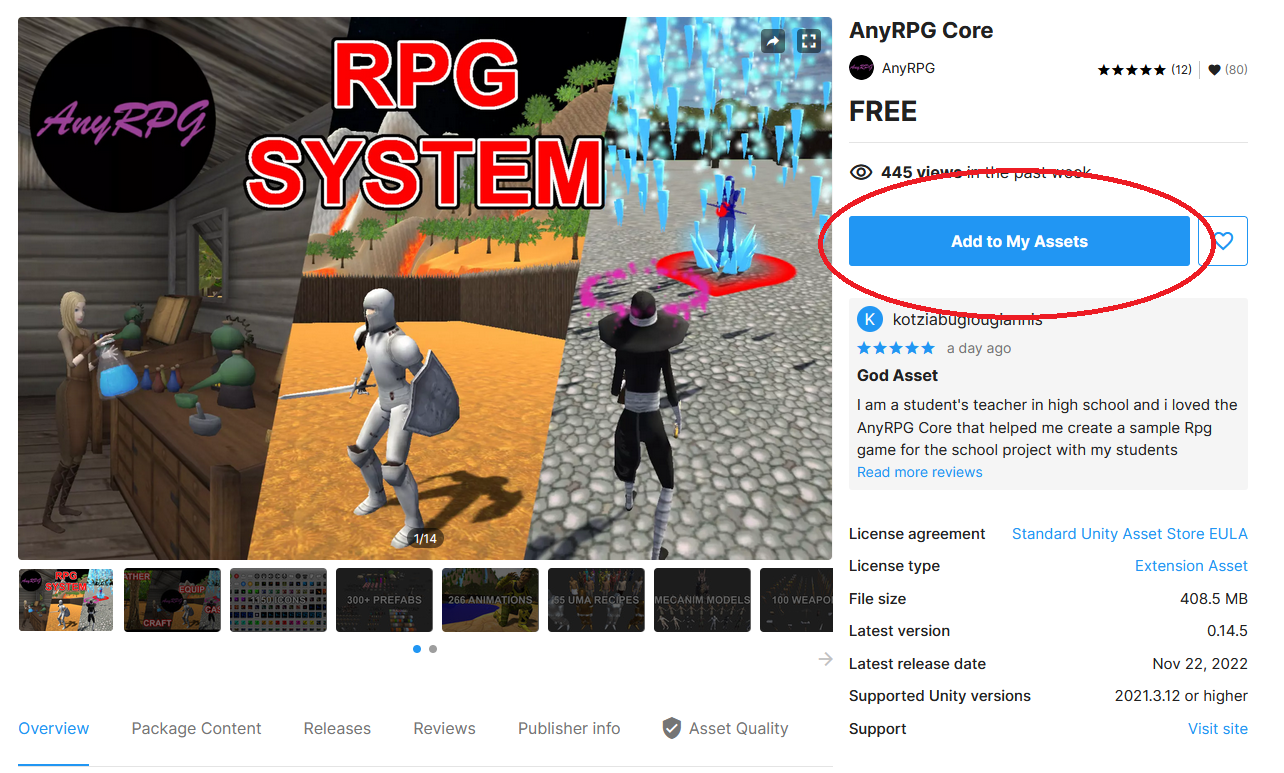 AnyRPG
RPG
SYSTEM
1/14
AnyRPG
RPG
SYSTEM
EQUIP
CRAFT
1150 ICONS
300+ PREFABS
266 ANIMATIONS
55 UMA RECIPES
MECANIM MODELS
100 WEAPO
Overview
Package Content
Releases
Reviews
Publisher info
Asset Quality
AnyRPG Core
AnyRPG
AnyRPG
(12)
(80)
FREE
445 views in the past week
Add to My Assets
K
kotziabugiougiannis
a day ago
God Asset
I am a student's teacher in high school and i loved the
AnyRPG Core that helped me create a sample Rpg
game for the school project with my students
Read more reviews
License agreement Standard Unity Asset Store EULA
License type Extension Asset
File size 408.5 MB
Latest version 0.14.5
Latest release date Nov 22, 2022
Supported Unity versions 2021.3.12 or higher
Support Visit site